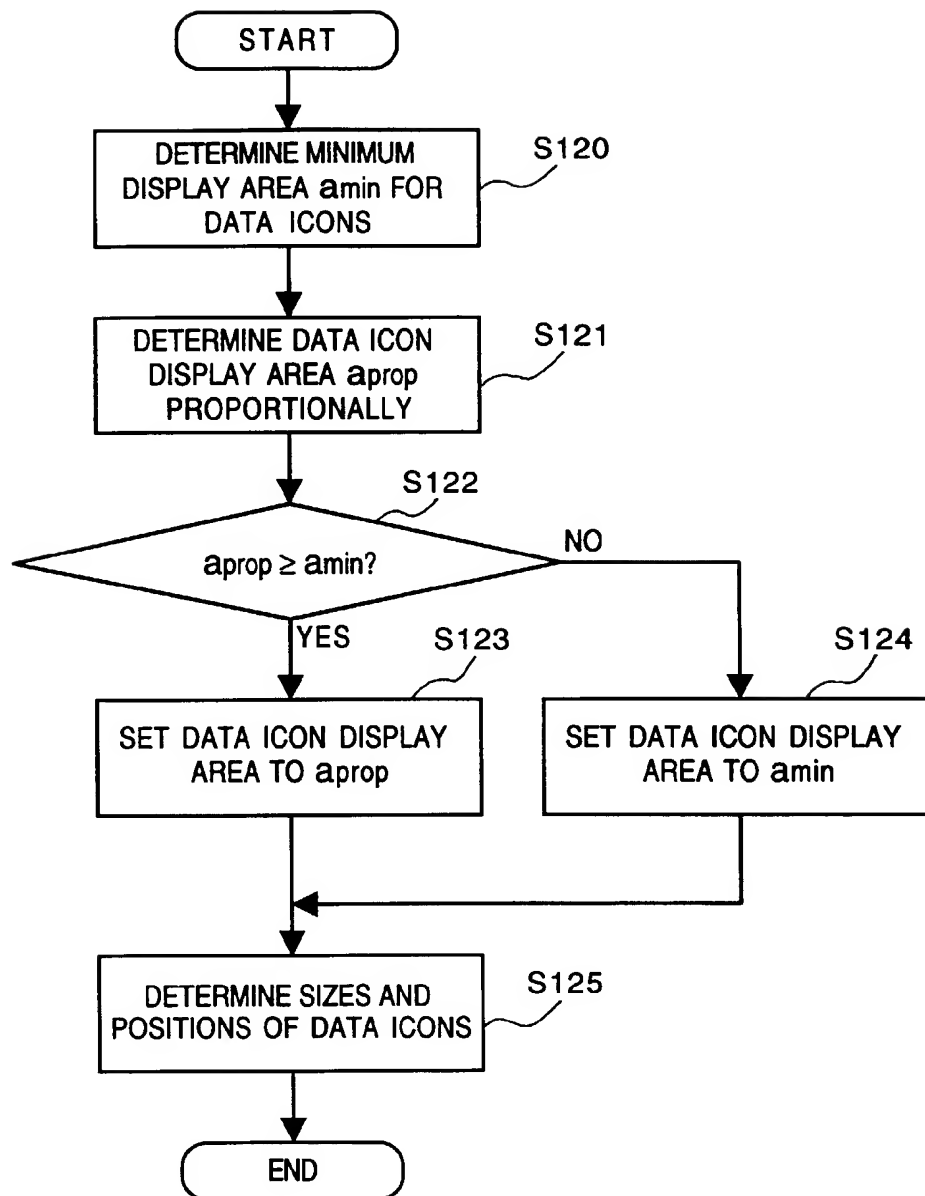 START
DETERMINE MINIMUM
DISPLAY AREA amin FOR
DATA ICONS
S120
DETERMINE DATA ICON
DISPLAY AREA aprop
PROPORTIONALLY
S121
S122
aprop ≥ amin?
NO
YES
S123
SET DATA ICON DISPLAY
AREA TO aprop
S124
SET DATA ICON DISPLAY
AREA TO amin
DETERMINE SIZES AND
POSITIONS OF DATA ICONS
S125
END